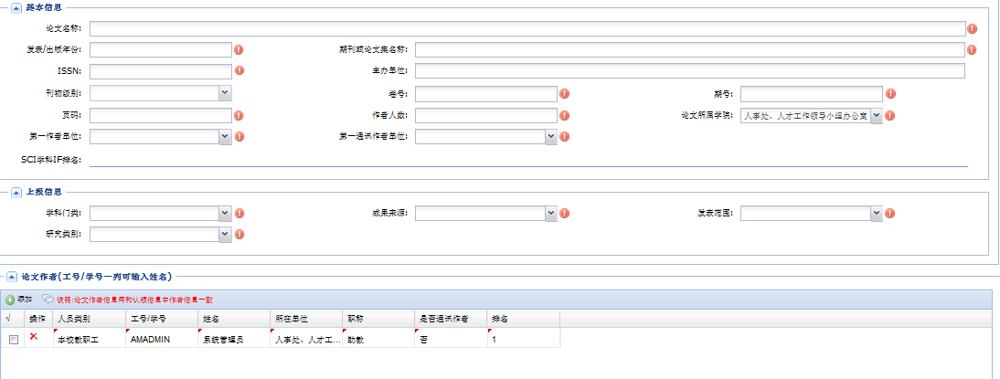 基本信息
论文名称:
发表/出版年份: 期刊或论文集名称:
ISSN: 主办单位:
刊物级别: 卷号: 期号:
页码: 作者人数: 论文所属学院: 人事处、人才工作领导小组办公室
第一作者单位: 第一通讯作者单位:
SCI学科IF排名:
上报信息
学科门类: 成果来源: 发表范围:
研究类别:
论文作者(工号/学号一列可输入姓名)
添加 说明:论文作者信息需和认领信息中作者信息一致
√ 操作 人员类别 工号/学号 姓名 所在单位 职称 是否通讯作者 排名
本校教职工 AMADMIN 系统管理员 人事处、人才工... 助教 否 1